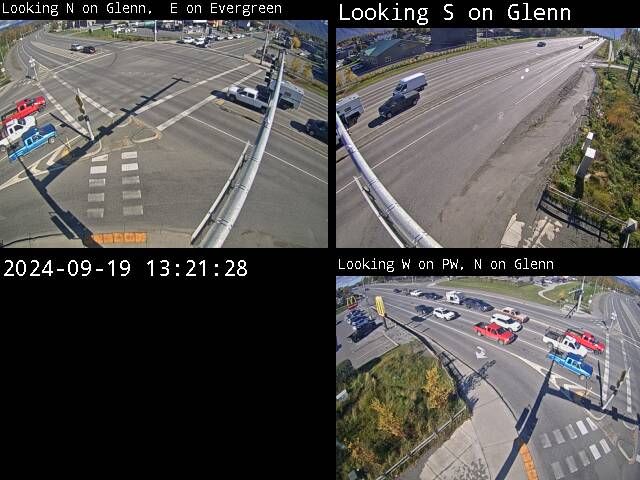 Looking N on Glenn,  E on Evergreen
Looking S on Glenn
2024-09-19 13:21:28
Looking W on PW, N on Glenn